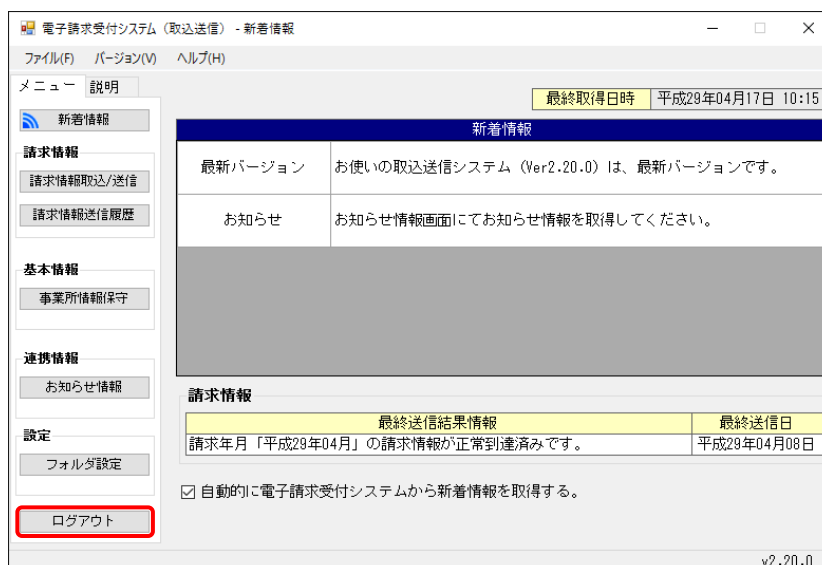 電子請求受付システム（取込送信） - 新着情報
ファイル(F) バージョン(V) ヘルプ(H)
メニュー 説明
最終取得日時 平成29年04月17日 10:15
新着情報
新着情報
最新バージョン お使いの取込送信システム（Ver2.20.0）は、最新バージョンです。
お知らせ お知らせ情報画面にてお知らせ情報を取得してください。
請求情報
請求情報取込/送信
請求情報送信履歴
基本情報
事業所情報保守
連携情報
お知らせ情報
設定
フォルダ設定
ログアウト
請求情報
最終送信結果情報 最終送信日
請求年月「平成29年04月」の請求情報が正常到達済みです。 平成29年04月08日
自動的に電子請求受付システムから新着情報を取得する。
v2.20.0